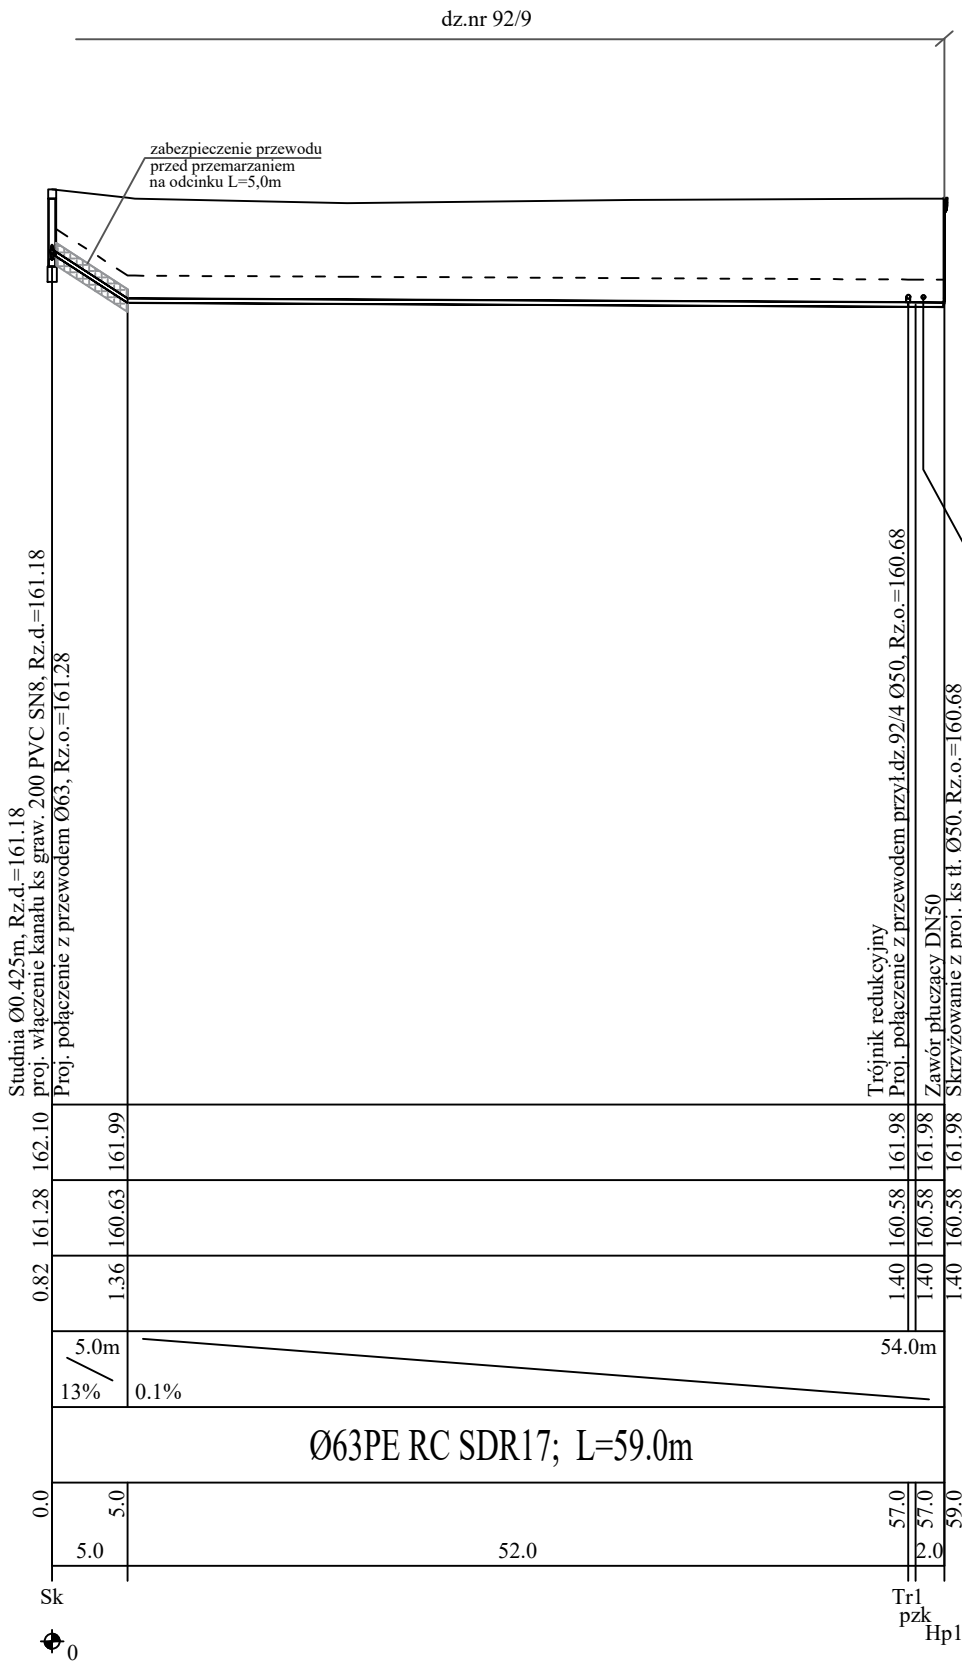 dz.nr 92/9
zabezpieczenie przewodu
przed przemarzaniem
na odcinku L=5,0m
Studnia Ø0.425m, Rz.d.=161.18
proj. włączenie kanału ks graw. 200 PVC SN8, Rz.d.=161.18
Proj. połączenie z przewodem Ø63, Rz.o.=161.28
Trójnik redukcyjny
Proj. połączenie z przewodem przył.dz.92/4 Ø50, Rz.o.=160.68
Zawór płuczący DN50
Skrzyżowanie z proj. ks tł. Ø50, Rz.o.=160.68
162.10 161.99 161.98 161.98 161.98
161.28 160.63 160.58 160.58 160.58
0.82 1.36 1.40 1.40 1.40
5.0m 54.0m
13% 0.1%
Ø63PE RC SDR17; L=59.0m
0.0 5.0 57.0 57.0 59.0
5.0 52.0 2.0
Sk Tr1
pzk
Hp1
0